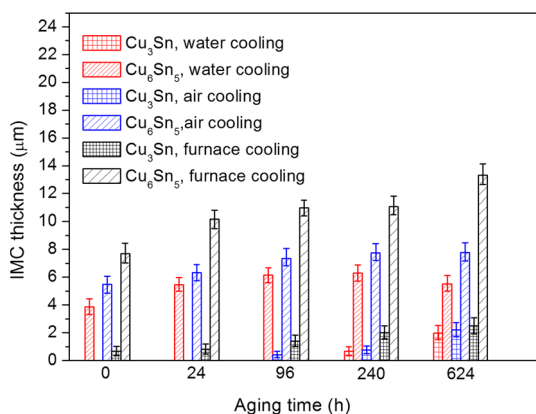 24
22
20
18
16
14
12
10
8
6
4
2
0
IMC thickness (μm)
Cu₃Sn, water cooling
Cu₆Sn₅, water cooling
Cu₃Sn, air cooling
Cu₆Sn₅,air cooling
Cu₃Sn, furnace cooling
Cu₆Sn₅, furnace cooling
0 24 96 240 624
Aging time (h)